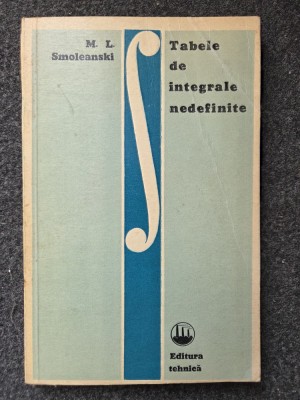 M. L.
Smoleanski
Tabele
de
integrale
nedefinite
Editura
tehnică